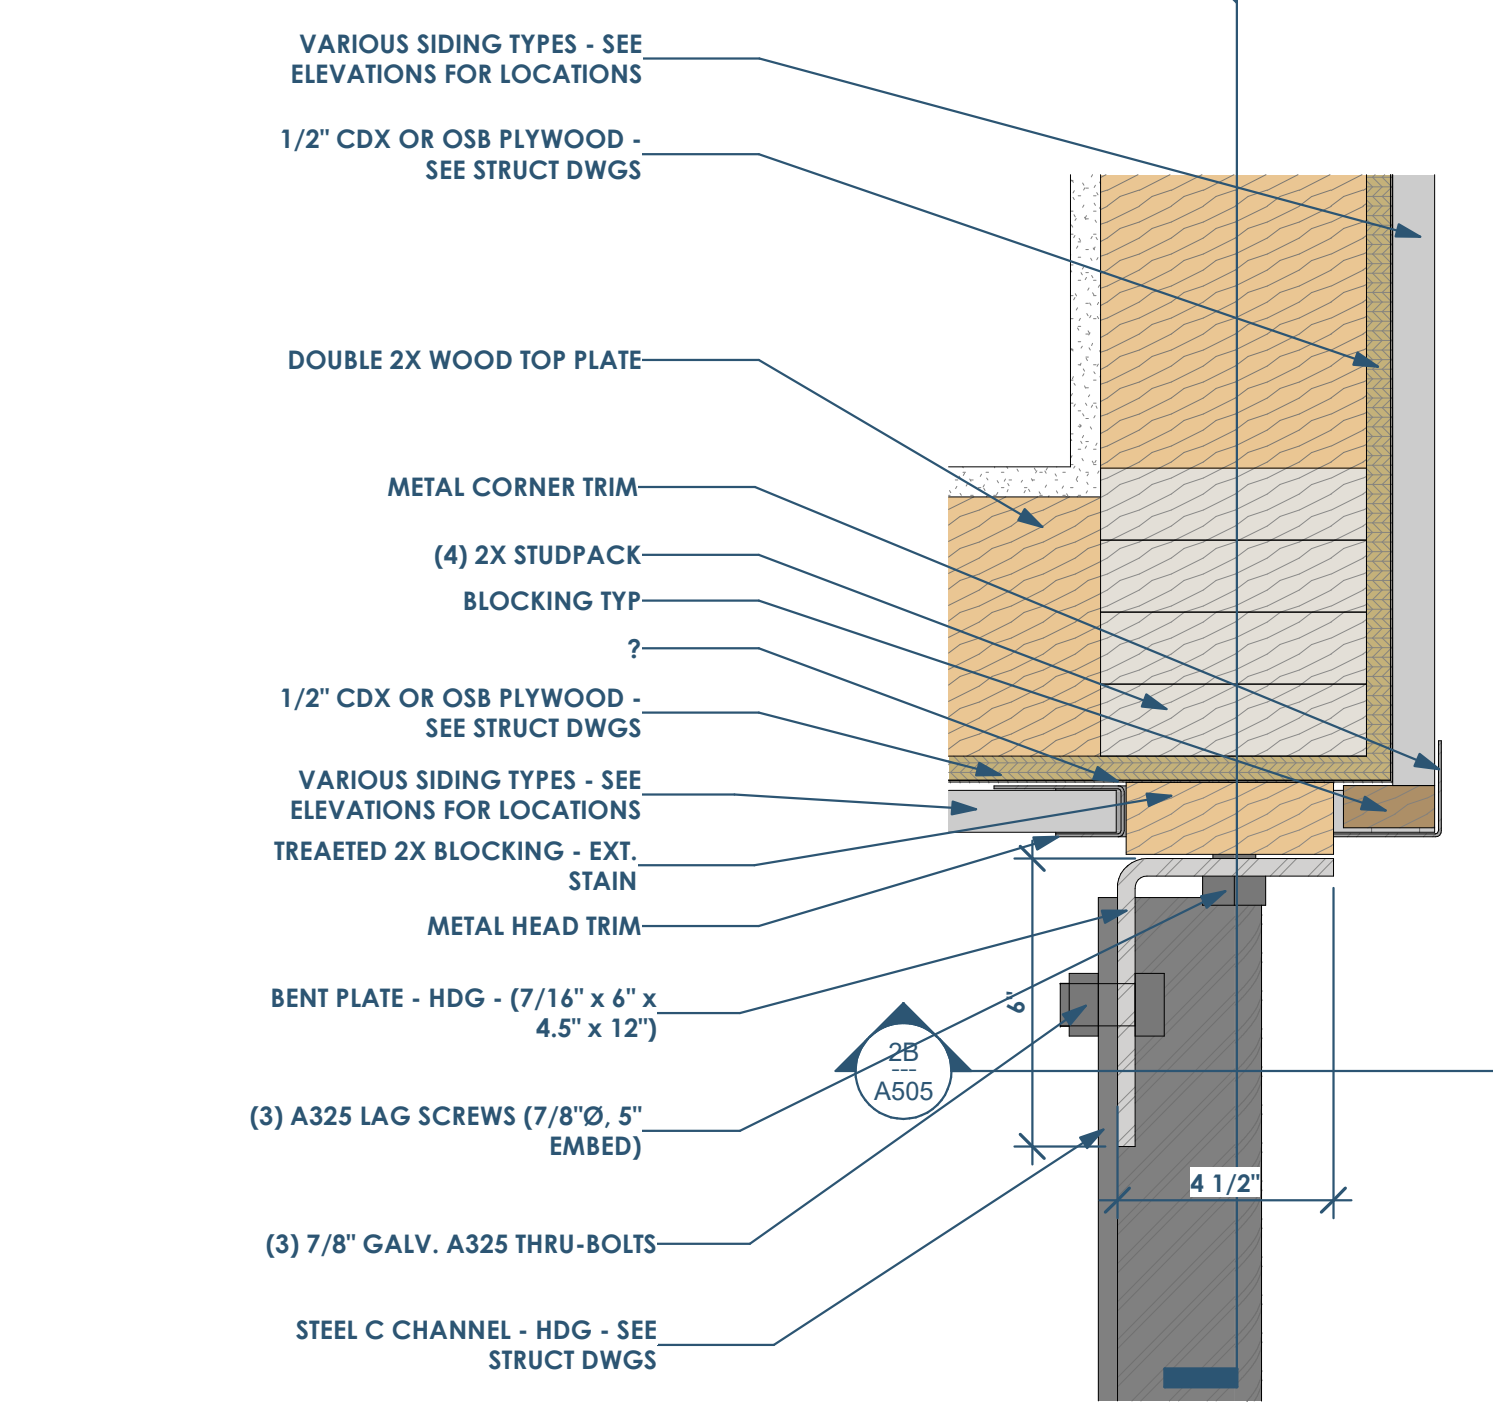 VARIOUS SIDING TYPES - SEE
ELEVATIONS FOR LOCATIONS
1/2" CDX OR OSB PLYWOOD -
SEE STRUCT DWGS
DOUBLE 2X WOOD TOP PLATE
METAL CORNER TRIM
(4) 2X STUDPACK
BLOCKING TYP
?
1/2" CDX OR OSB PLYWOOD -
SEE STRUCT DWGS
VARIOUS SIDING TYPES - SEE
ELEVATIONS FOR LOCATIONS
TREAETED 2X BLOCKING - EXT.
STAIN
METAL HEAD TRIM
BENT PLATE - HDG - (7/16" x 6" x
4.5" x 12")
6"
2B
---
A505
(3) A325 LAG SCREWS (7/8"Ø, 5"
EMBED)
4 1/2"
(3) 7/8" GALV. A325 THRU-BOLTS
STEEL C CHANNEL - HDG - SEE
STRUCT DWGS